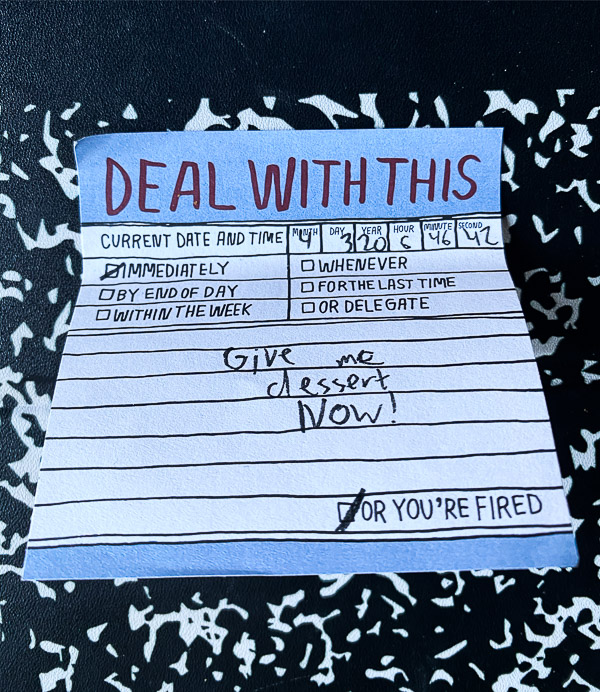 DEAL WITH THIS
CURRENT DATE AND TIME MONTH 4 DAY 3 YEAR 20 HOUR 6 MINUTE 46 SECOND 42
IMMEDIATELY
WHENEVER
BY END OF DAY
FOR THE LAST TIME
WITHIN THE WEEK
OR DELEGATE
Give me
dessert
Now!
OR YOU'RE FIRED